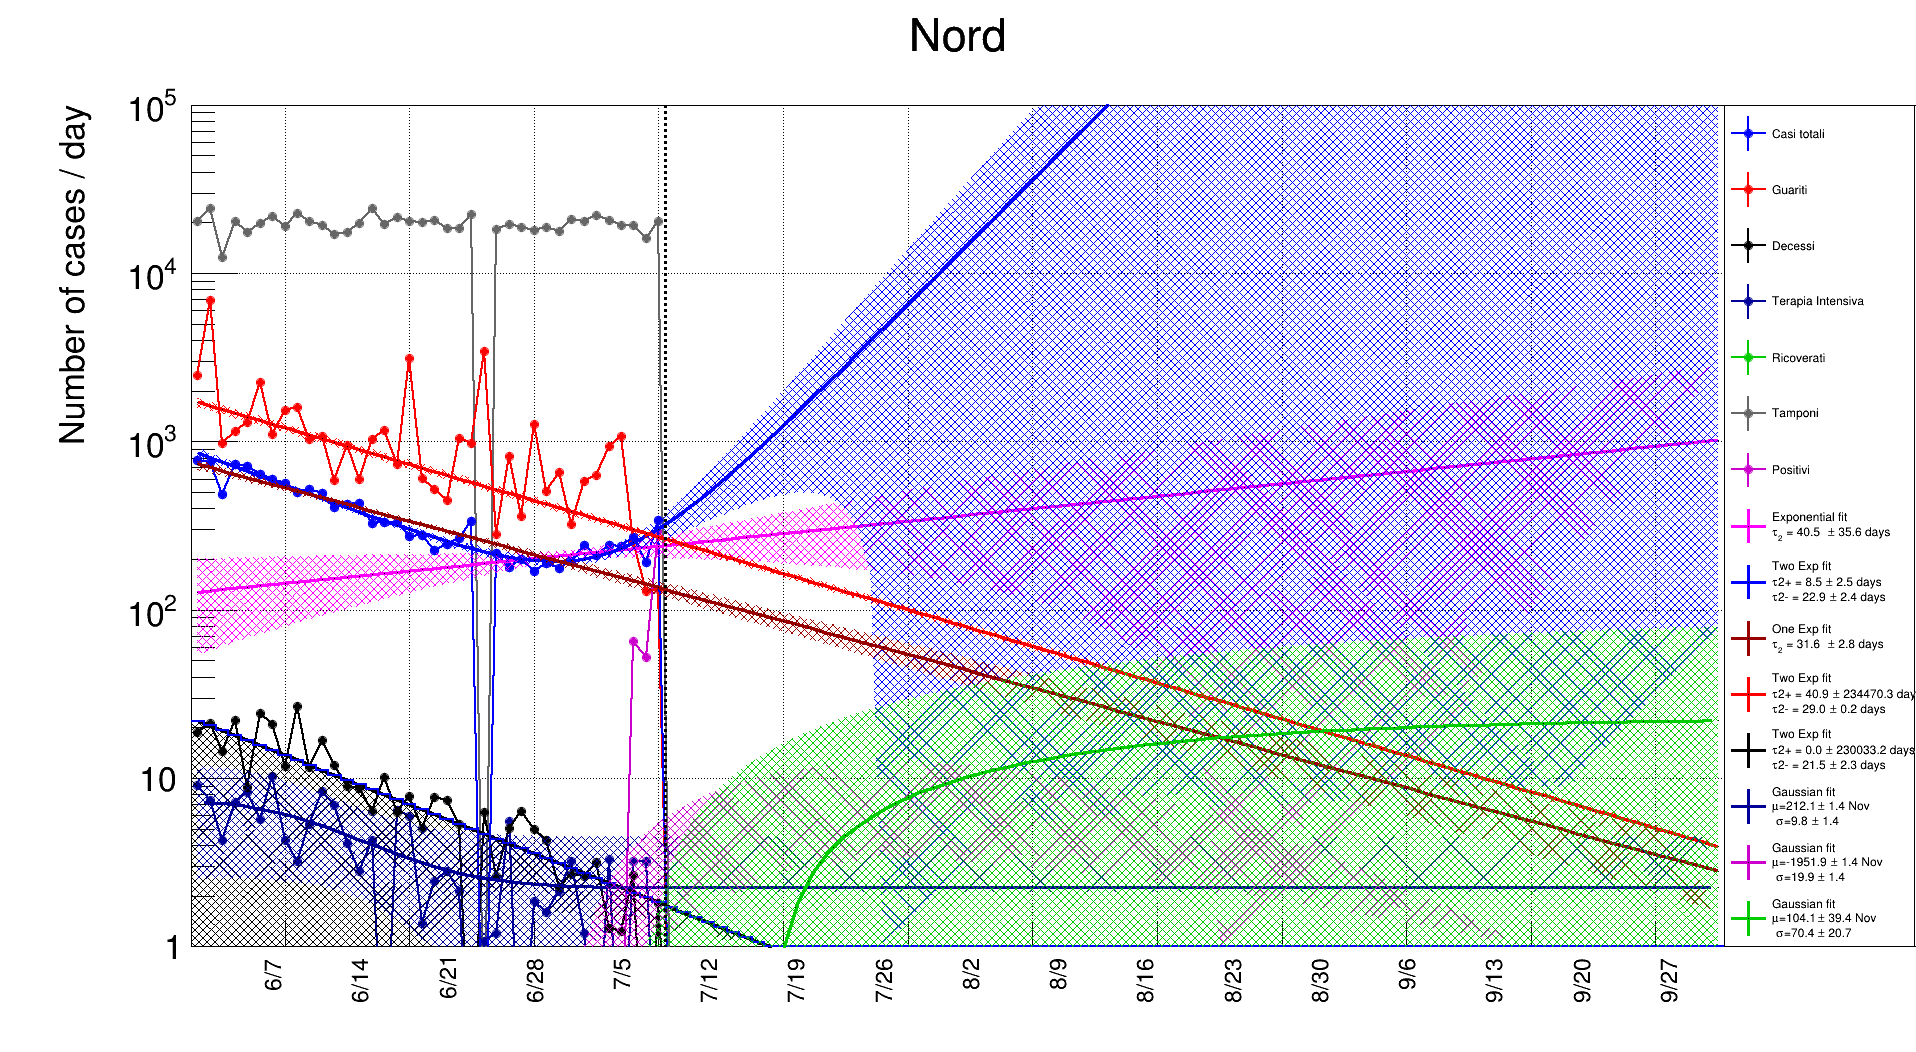 Nord
Number of cases / day
10^5
10^4
10^3
10^2
10
1
6/7
6/14
6/21
6/28
7/5
7/12
7/19
7/26
8/2
8/9
8/16
8/23
8/30
9/6
9/13
9/20
9/27
Casi totali
Guariti
Decessi
Terapia Intensiva
Ricoverati
Tamponi
Positivi
Exponential fit
τ2 = 40.5 ± 35.6 days
Two Exp fit
τ2+ = 8.5 ± 2.5 days
τ2- = 22.9 ± 2.4 days
One Exp fit
τ2 = 31.6 ± 2.8 days
Two Exp fit
τ2+ = 40.9 ± 234470.3 day
τ2- = 29.0 ± 0.2 days
Two Exp fit
τ2+ = 0.0 ± 230033.2 days
τ2- = 21.5 ± 2.3 days
Gaussian fit
μ=212.1 ± 1.4 Nov
σ=9.8 ± 1.4
Gaussian fit
μ=-1951.9 ± 1.4 Nov
σ=19.9 ± 1.4
Gaussian fit
μ=104.1 ± 39.4 Nov
σ=70.4 ± 20.7